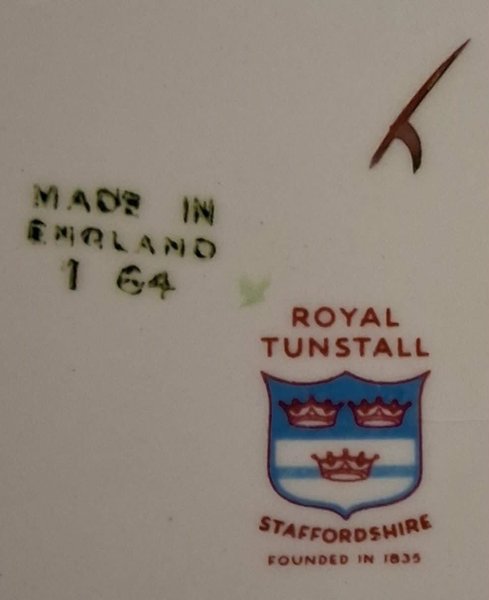 MADE IN
ENGLAND
1 64
ROYAL
TUNSTALL
STAFFORDSHIRE
FOUNDED IN 1835